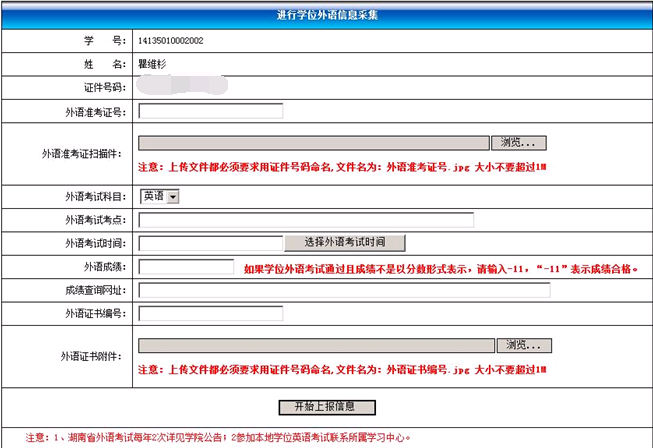 进行学位外语信息采集
学 号: 14135010002002
姓 名: 瞿维杉
证件号码:
外语准考证号:
外语准考证扫描件: 浏览...
注意: 上传文件都必须要求用证件号码命名,文件名为: 外语准考证号.jpg 大小不要超过1M
外语考试科目: 英语
外语考试考点:
外语考试时间: 选择外语考试时间
外语成绩: 如果学位外语考试通过且成绩不是以分数形式表示, 请输入-11, “-11”表示成绩合格。
成绩查询网址:
外语证书编号:
外语证书附件: 浏览...
注意: 上传文件都必须要求用证件号码命名,文件名为: 外语证书编号.jpg 大小不要超过1M
开始上报信息
注意: 1、湖南省外语考试每年2次详见学院公告; 2参加本地学位英语考试联系所属学习中心。